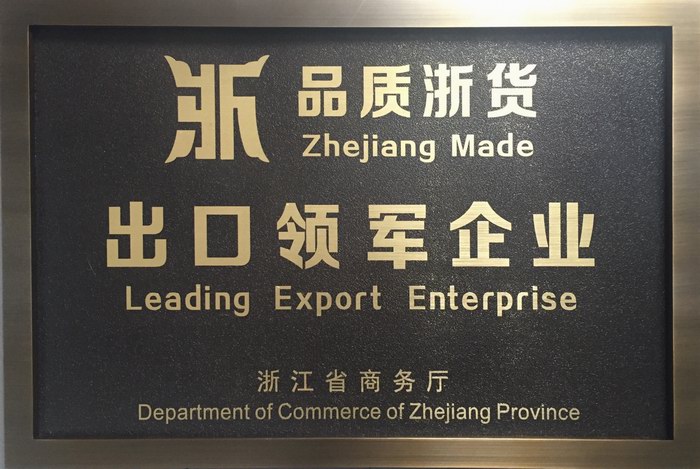 浙 品质浙货
Zhejiang Made
出口领军企业
Leading Export Enterprise
浙江省商务厅
Department of Commerce of Zhejiang Province